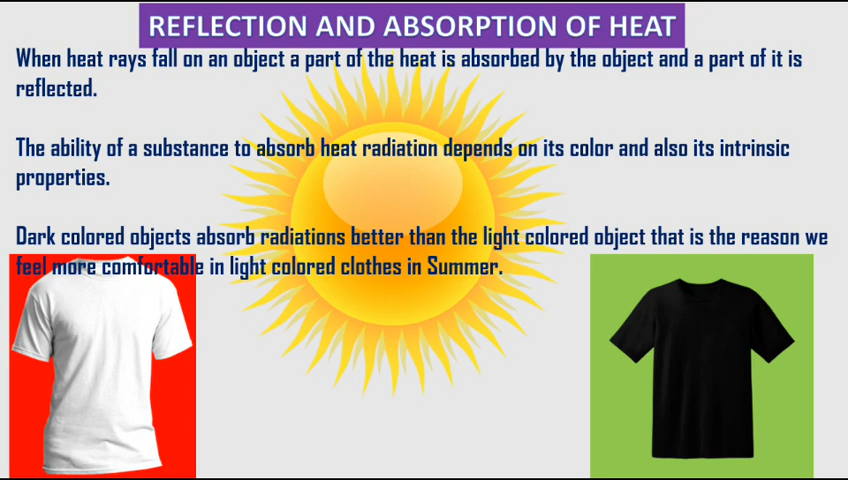 REFLECTION AND ABSORPTION OF HEAT
When heat rays fall on an object a part of the heat is absorbed by the object and a part of it is
reflected.
The ability of a substance to absorb heat radiation depends on its color and also its intrinsic
properties.
Dark colored objects absorb radiations better than the light colored object that is the reason we
feel more comfortable in light colored clothes in Summer.